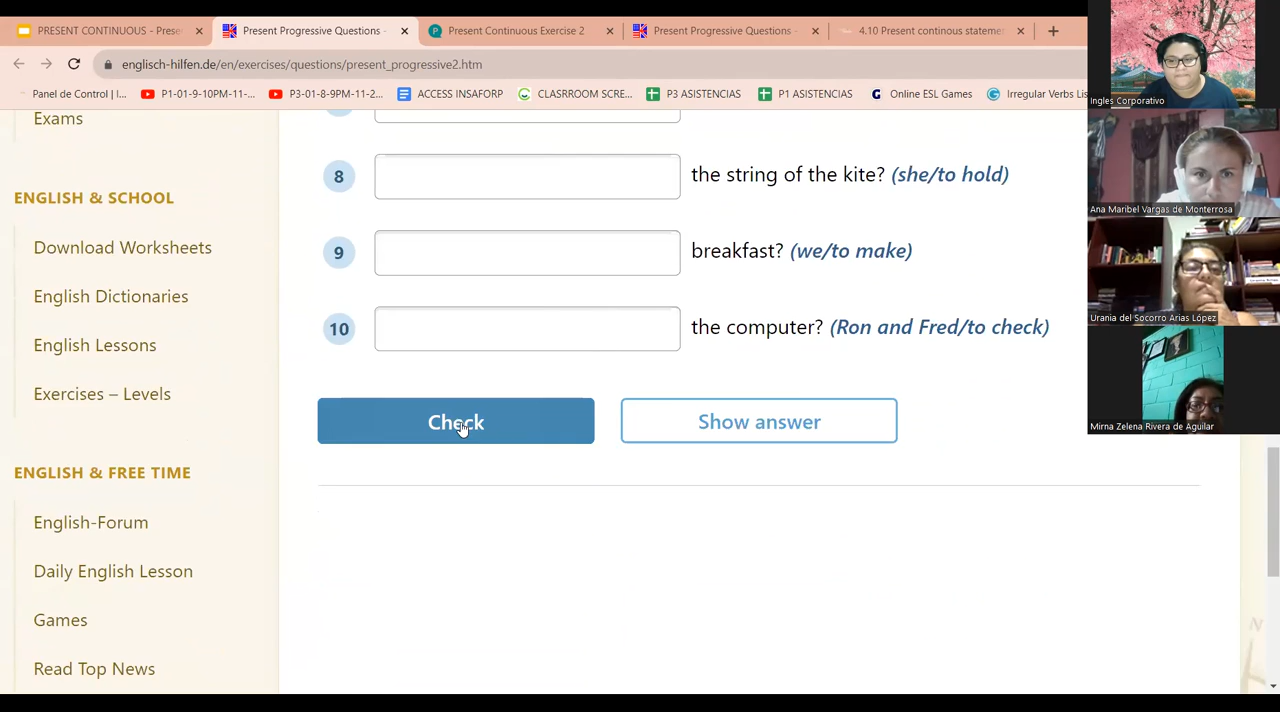 PRESENT CONTINUOUS - Prese
Present Progressive Questions -
Present Continuous Exercise 2
Present Progressive Questions -
4.10 Present continous statemen
englisch-hilfen.de/en/exercises/questions/present_progressive2.htm
Panel de Control | I...
P1-01-9-10PM-11-...
P3-01-8-9PM-11-2...
ACCESS INSAFORP
CLASRROOM SCRE...
P3 ASISTENCIAS
P1 ASISTENCIAS
Online ESL Games
Irregular Verbs Lis
Exams
ENGLISH & SCHOOL
Download Worksheets
English Dictionaries
English Lessons
Exercises – Levels
ENGLISH & FREE TIME
English-Forum
Daily English Lesson
Games
Read Top News
8 the string of the kite? (she/to hold)
9 breakfast? (we/to make)
10 the computer? (Ron and Fred/to check)
Check
Show answer
Ingles Corporativo
Ana Maribel Vargas de Monterrosa
Urania del Socorro Arias López
Mirna Zelena Rivera de Aguilar